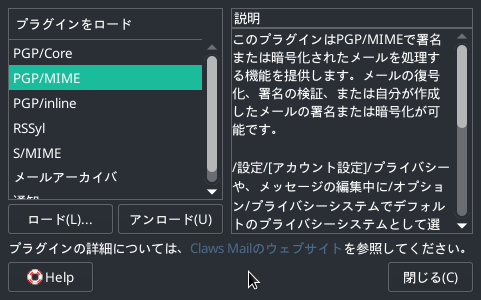 プラグインをロード
PGP/Core
PGP/MIME
PGP/inline
RSSyl
S/MIME
メールアーカイバ
通知
ロード(L)...
アンロード(U)
説明
このプラグインはPGP/MIMEで署名
または暗号化されたメールを処理す
る機能を提供します。メールの復号
化、署名の検証、または自分が作成
したメールの署名または暗号化が可
能です。
/設定/[アカウント設定]/プライバシー
や、メッセージの編集中に/オプショ
ン/プライバシーシステムでデフォル
トのプライバシーシステムとして選
プラグインの詳細については、Claws Mailのウェブサイトを参照してください。
Help
閉じる(C)